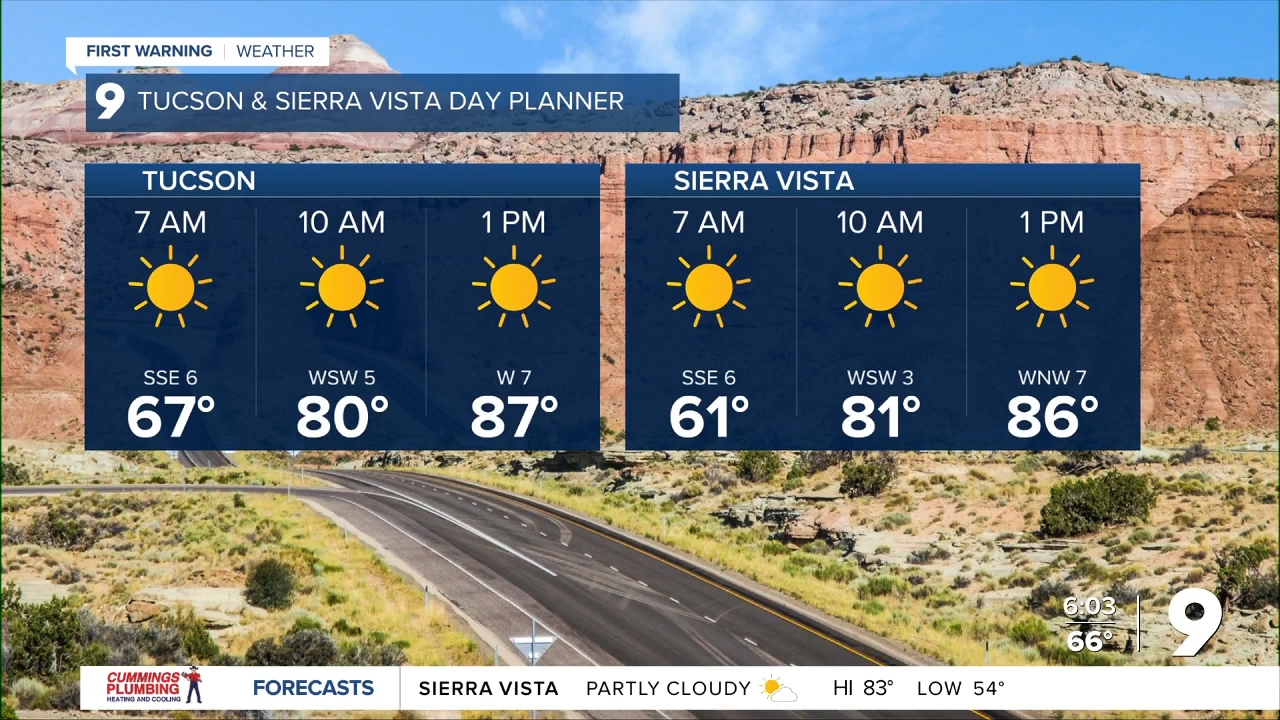 FIRST WARNING | WEATHER
9 TUCSON & SIERRA VISTA DAY PLANNER
TUCSON
7 AM 10 AM 1 PM
SSE 6 WSW 5 W 7
67° 80° 87°
SIERRA VISTA
7 AM 10 AM 1 PM
SSE 6 WSW 3 WNW 7
61° 81° 86°
6:03
66°
9
CUMMINGS
PLUMBING
HEATING AND COOLING
FORECASTS SIERRA VISTA PARTLY CLOUDY HI 83° LOW 54°